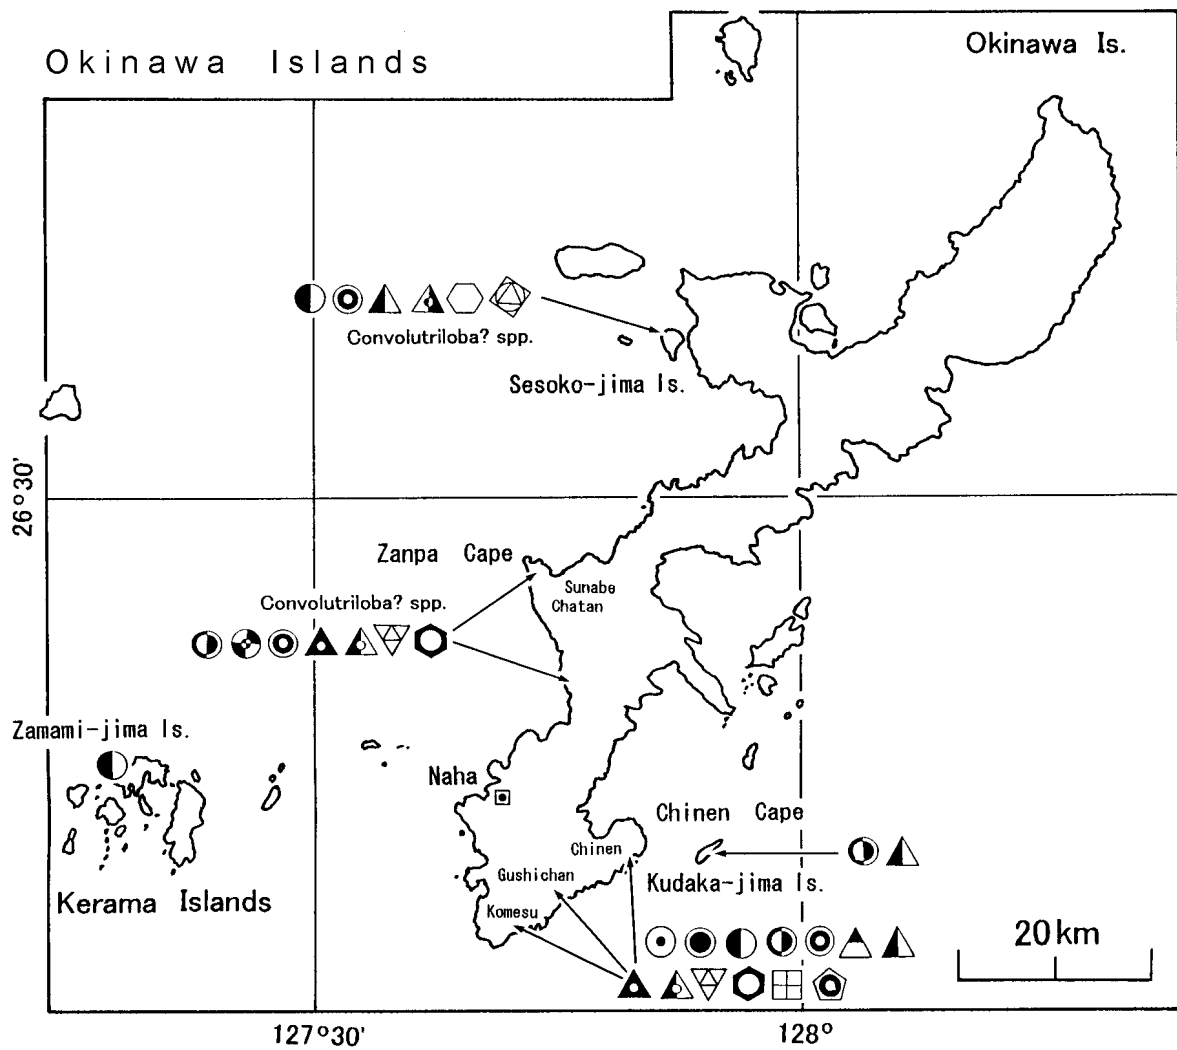 Okinawa Islands
Okinawa Is.
Convolutriloba? spp.
Sesoko-jima Is.
26°30'
Zanpa Cape
Sunabe
Chatan
Convolutriloba? spp.
Zamami-jima Is.
Naha
Chinen Cape
Chinen
Gushichan
Kudaka-jima Is.
Kerama Islands
Komesu
20km
127°30'
128°